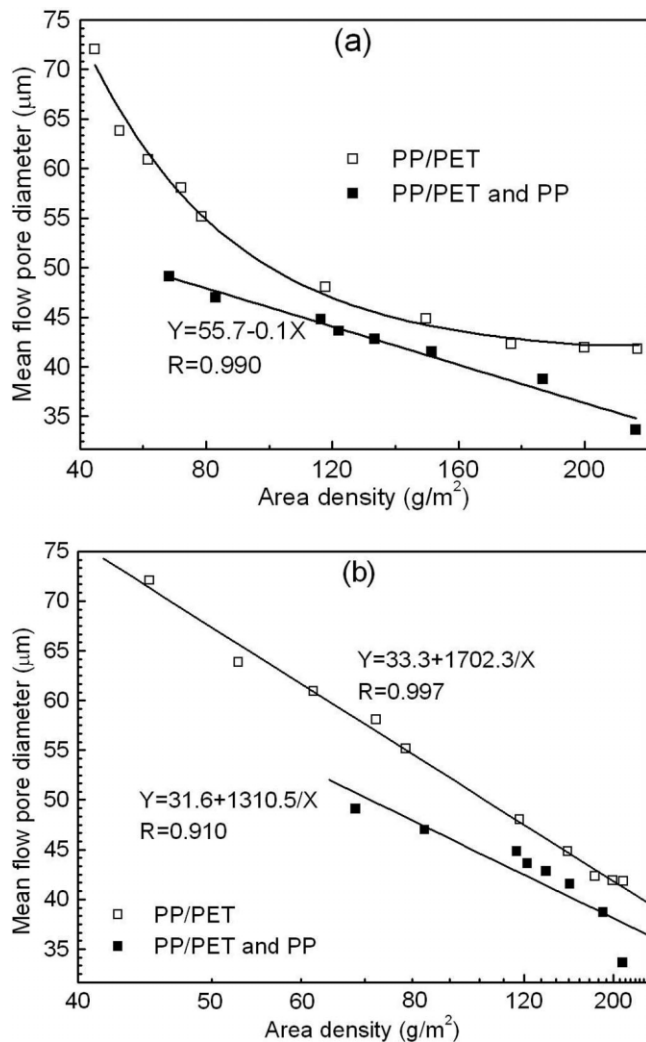 (a)
75
70
65
60
55
50
45
40
35
Mean flow pore diameter (μm)
PP/PET
PP/PET and PP
Y=55.7-0.1X
R=0.990
40 80 120 160 200
Area density (g/m²)
(b)
75
70
65
60
55
50
45
40
35
Mean flow pore diameter (μm)
Y=33.3+1702.3/X
R=0.997
Y=31.6+1310.5/X
R=0.910
PP/PET
PP/PET and PP
40 50 60 80 120 200
Area density (g/m²)